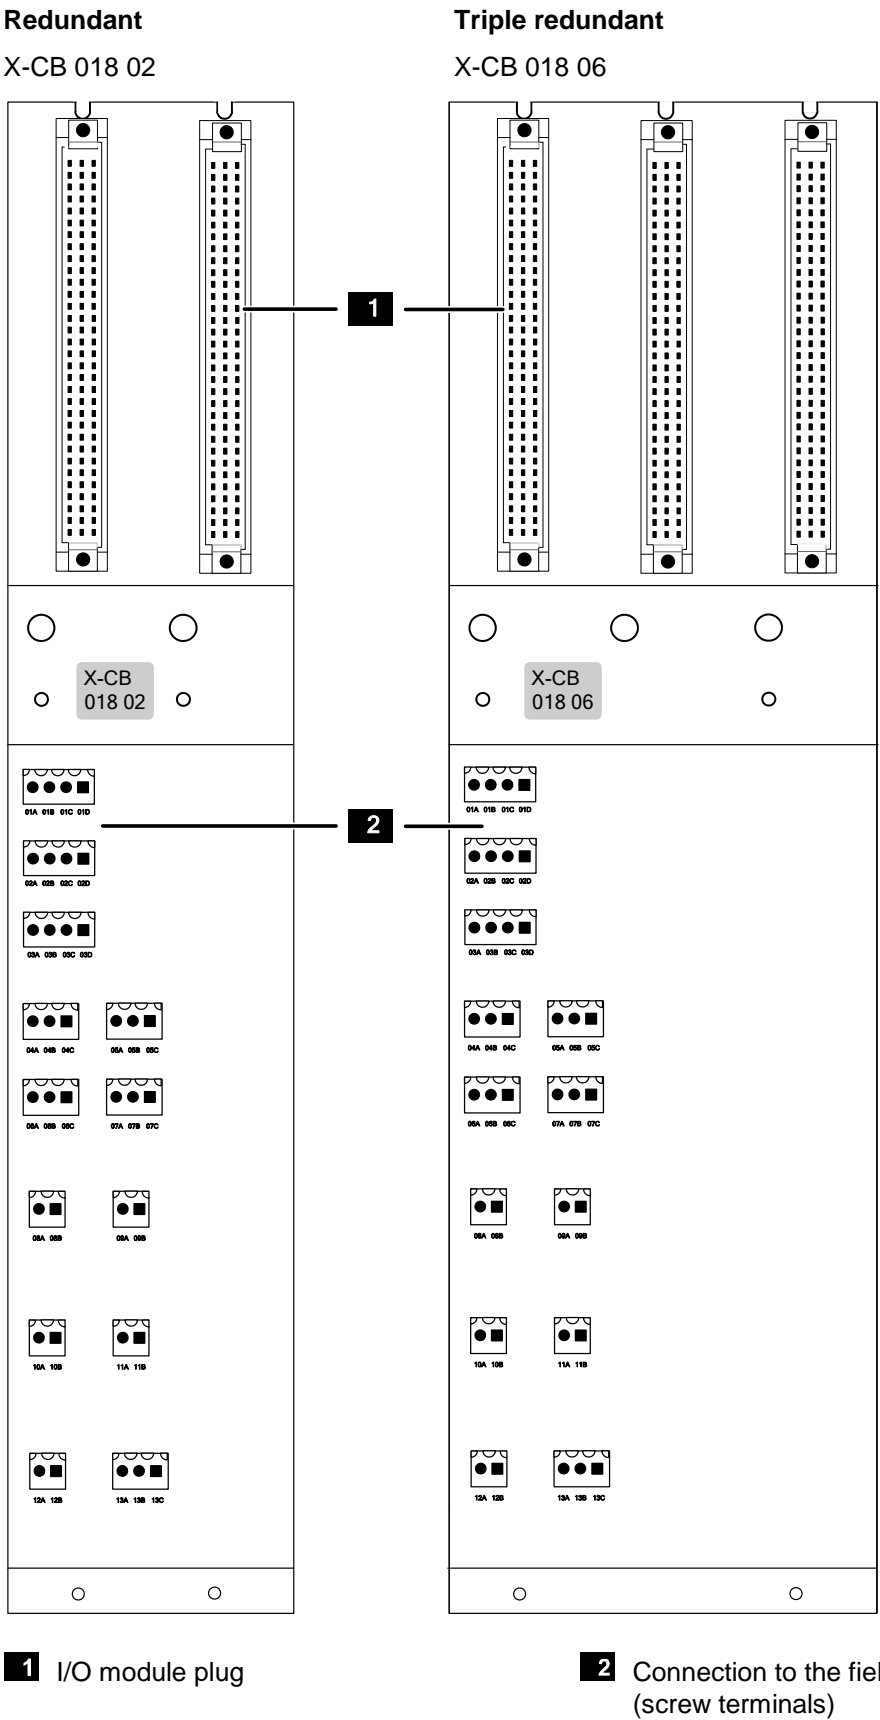 Redundant
Triple redundant
X-CB 018 02
X-CB 018 06
1
X-CB
018 02
X-CB
018 06
01A 01B 01C 01D
01A 01B 01C 01D
2
02A 02B 02C 02D
02A 02B 02C 02D
03A 03B 03C 03D
03A 03B 03C 03D
04A 04B 04C 05A 05B 05C
04A 04B 04C 05A 05B 05C
06A 06B 06C 07A 07B 07C
06A 06B 06C 07A 07B 07C
08A 08B 09A 09B
08A 08B 09A 09B
10A 10B 11A 11B
10A 10B 11A 11B
12A 12B 13A 13B 13C
12A 12B 13A 13B 13C
1 I/O module plug
2 Connection to the fiel
(screw terminals)